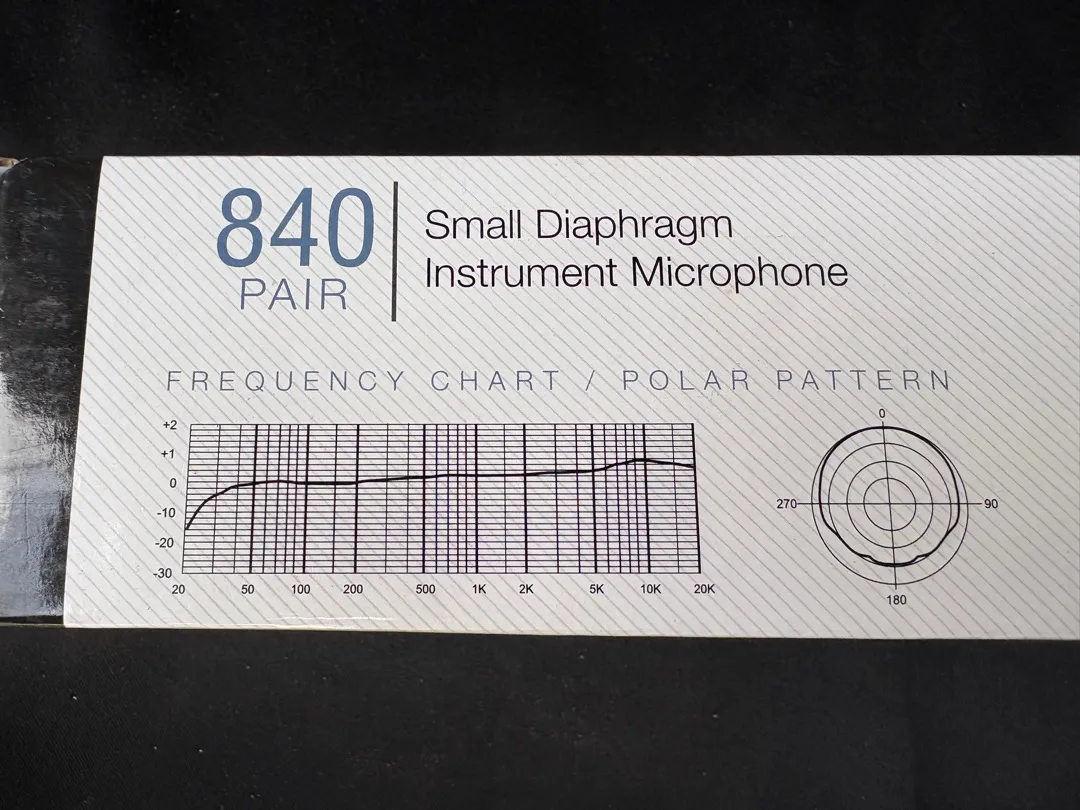 840
PAIR
Small Diaphragm
Instrument Microphone
FREQUENCY CHART / POLAR PATTERN
+2
+1
0
-10
-20
-30
20 50 100 200 500 1K 2K 5K 10K 20K
0
270 90
180